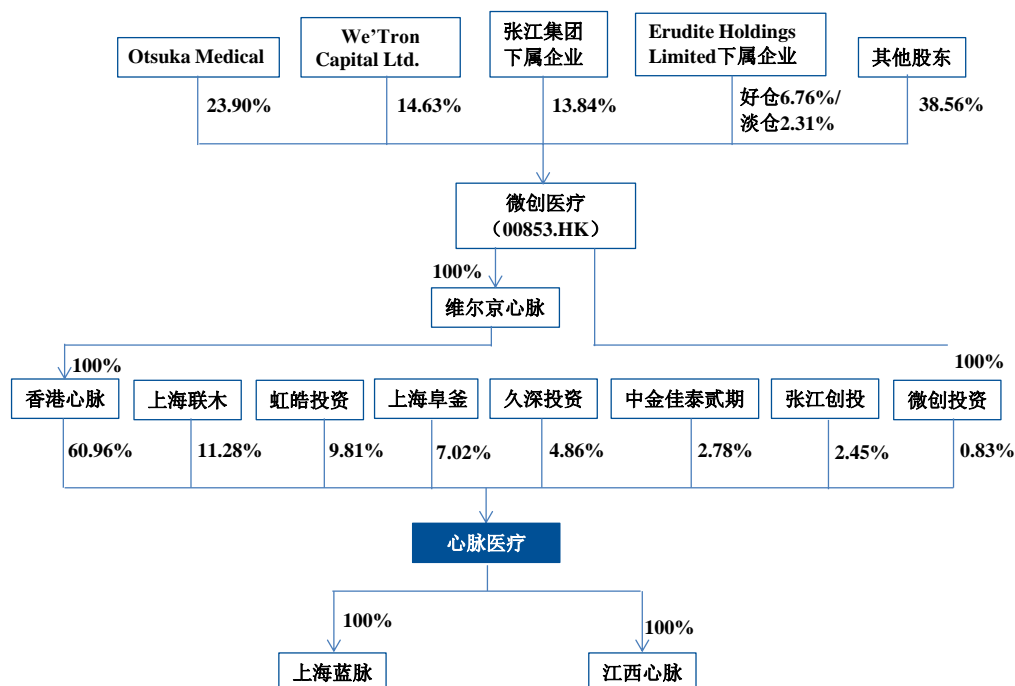 Otsuka Medical
We’Tron
Capital Ltd.
张江集团
下属企业
Erudite Holdings
Limited下属企业
其他股东
23.90%
14.63%
13.84%
好仓6.76%/
淡仓2.31%
38.56%
微创医疗
（00853.HK）
100%
维尔京心脉
100%
100%
香港心脉
上海联木
虹皓投资
上海阜釜
久深投资
中金佳泰贰期
张江创投
微创投资
60.96%
11.28%
9.81%
7.02%
4.86%
2.78%
2.45%
0.83%
心脉医疗
100%
100%
上海蓝脉
江西心脉